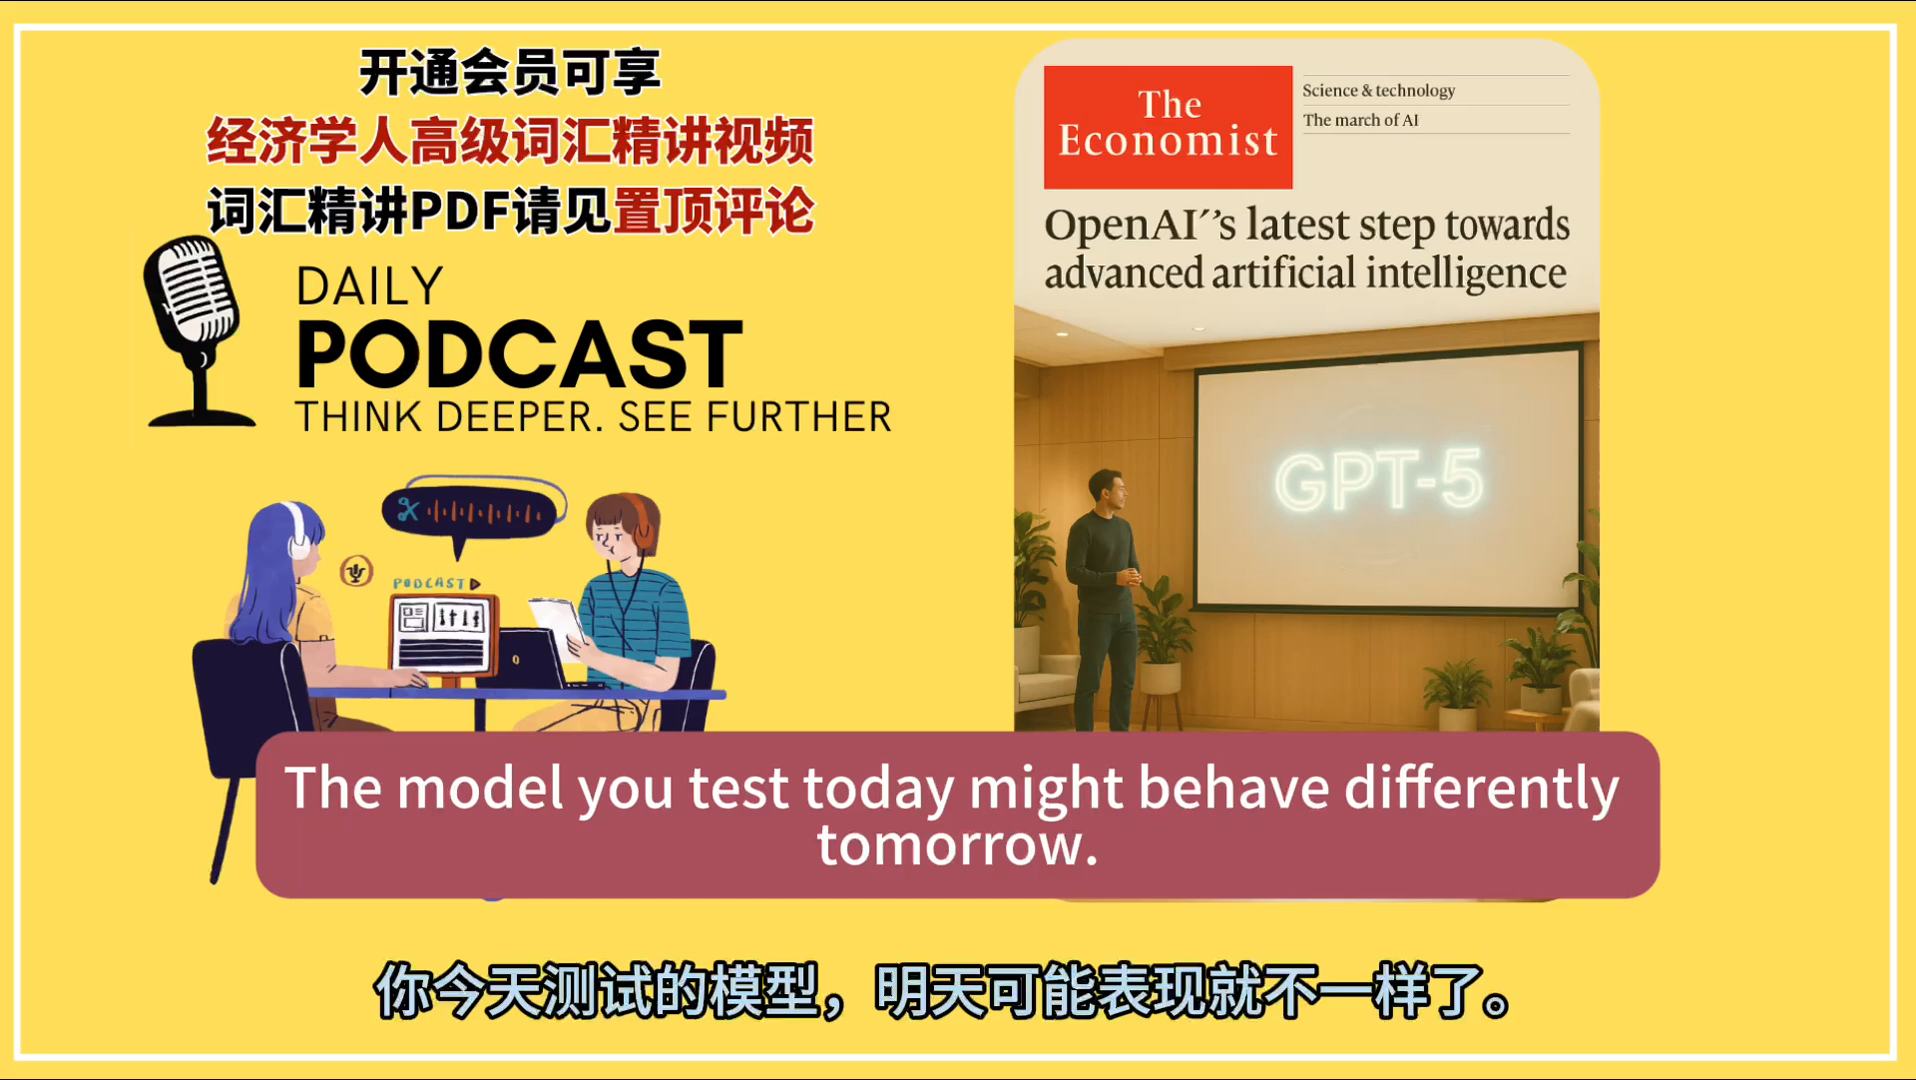 开通会员可享
经济学人高级词汇精讲视频
词汇精讲PDF请见置顶评论
DAILY
PODCAST
THINK DEEPER. SEE FURTHER
PODCAST
The
Economist
Science & technology
The march of AI
OpenAI´’s latest step towards
advanced artificial intelligence
GPT-5
The model you test today might behave differently
tomorrow.
你今天测试的模型，明天可能表现就不一样了。